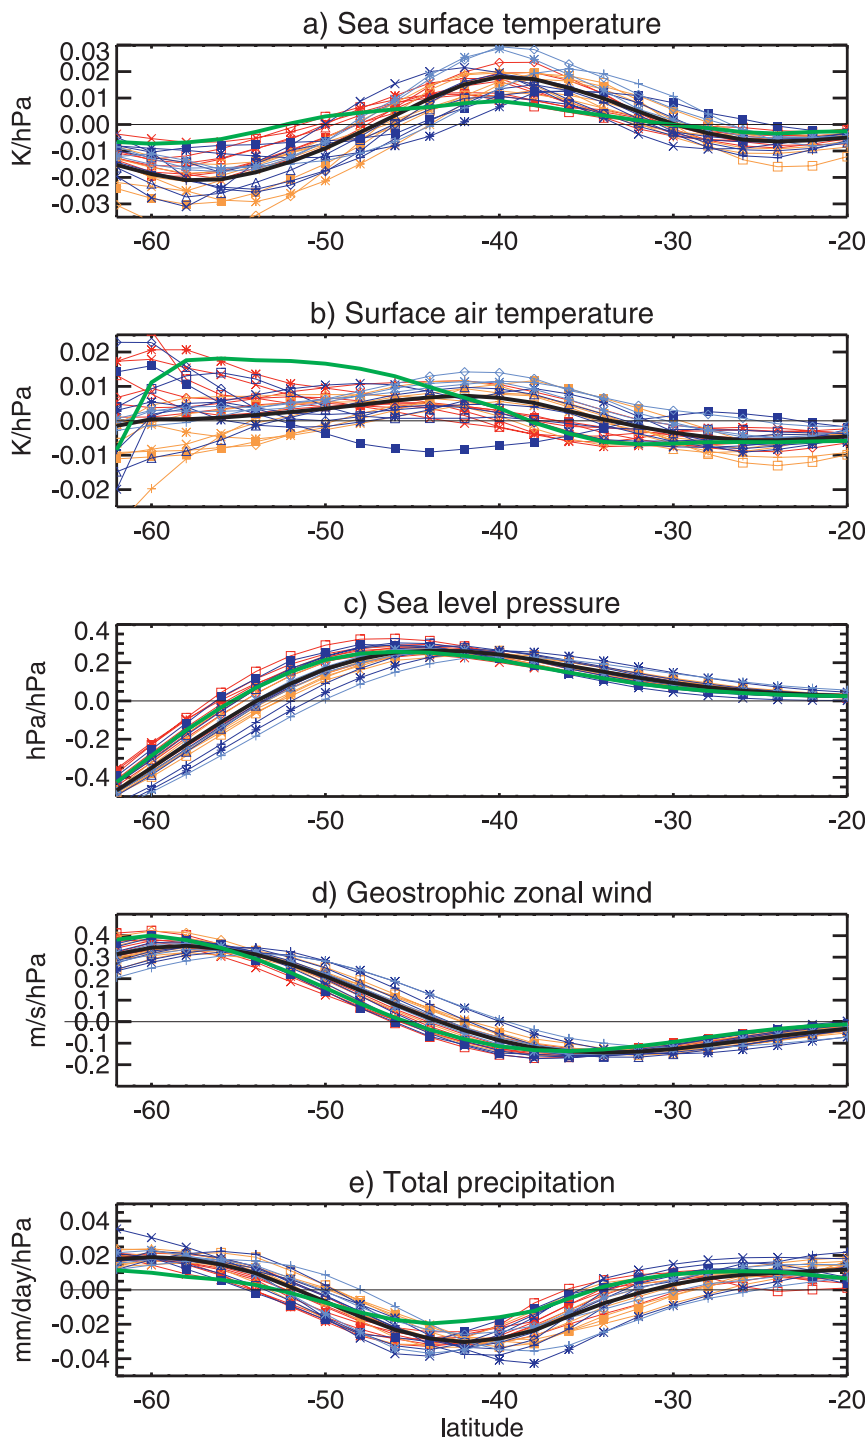 a) Sea surface temperature
0.03
0.02
0.01
0.00
-0.01
-0.02
-0.03
K/hPa
-60 -50 -40 -30 -20
b) Surface air temperature
0.02
0.01
0.00
-0.01
-0.02
K/hPa
-60 -50 -40 -30 -20
c) Sea level pressure
0.4
0.2
0.0
-0.2
-0.4
hPa/hPa
-60 -50 -40 -30 -20
d) Geostrophic zonal wind
0.4
0.3
0.2
0.1
-0.0
-0.1
-0.2
m/s/hPa
-60 -50 -40 -30 -20
e) Total precipitation
0.04
0.02
0.00
-0.02
-0.04
mm/day/hPa
-60 -50 -40 -30 -20
latitude